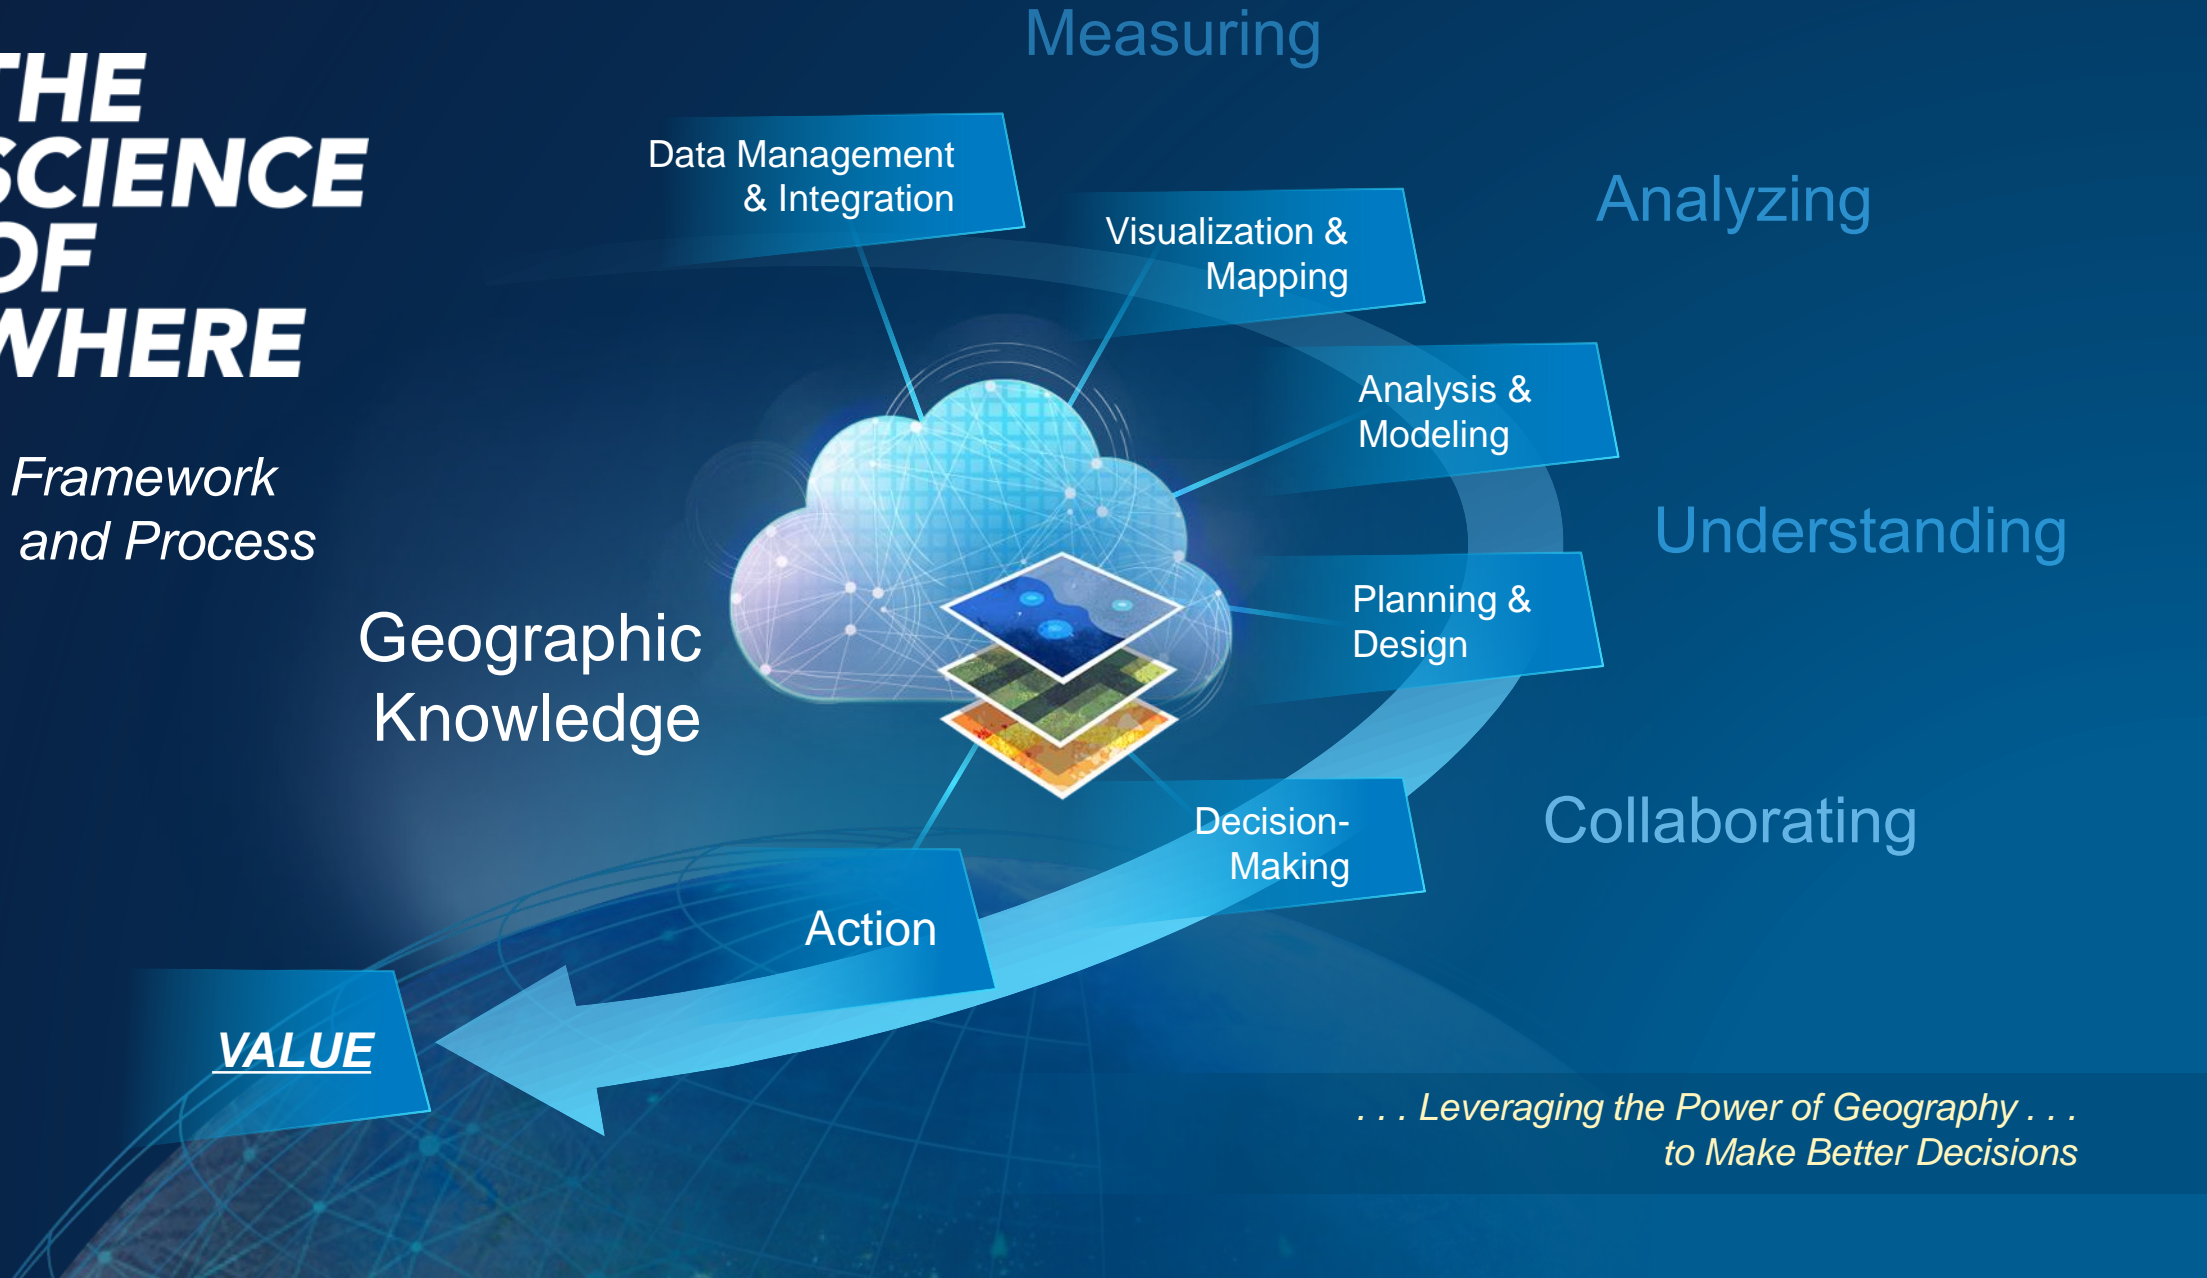 THE
SCIENCE
OF
WHERE
Framework
and Process
Geographic
Knowledge
Measuring
Data Management
& Integration
Visualization &
Mapping
Analyzing
Analysis &
Modeling
Understanding
Planning &
Design
Collaborating
Decision-
Making
Action
VALUE
. . . Leveraging the Power of Geography . . .
to Make Better Decisions